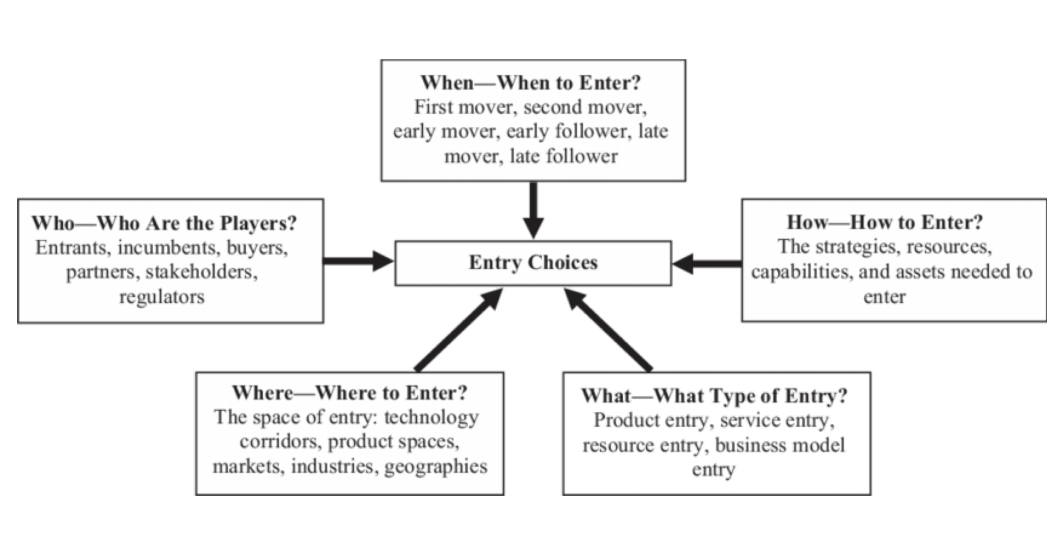 When—When to Enter?
First mover, second mover,
early mover, early follower, late
mover, late follower
Who—Who Are the Players?
Entrants, incumbents, buyers,
partners, stakeholders,
regulators
Entry Choices
How—How to Enter?
The strategies, resources,
capabilities, and assets needed to
enter
Where—Where to Enter?
The space of entry: technology
corridors, product spaces,
markets, industries, geographies
What—What Type of Entry?
Product entry, service entry,
resource entry, business model
entry